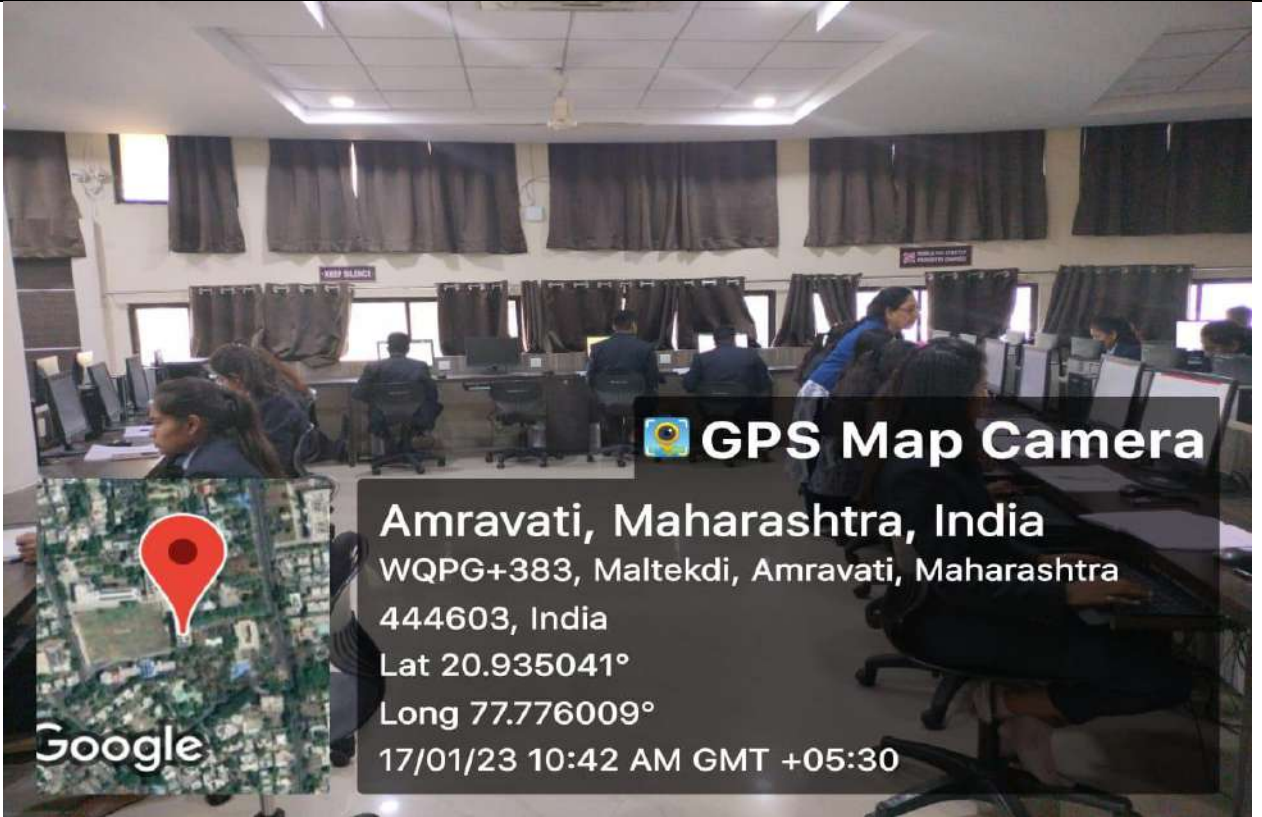 KEEP SILENCE
GPS Map Camera
Amravati, Maharashtra, India
WQPG+383, Maltekdi, Amravati, Maharashtra
444603, India
Lat 20.935041°
Long 77.776009°
17/01/23 10:42 AM GMT +05:30
Google